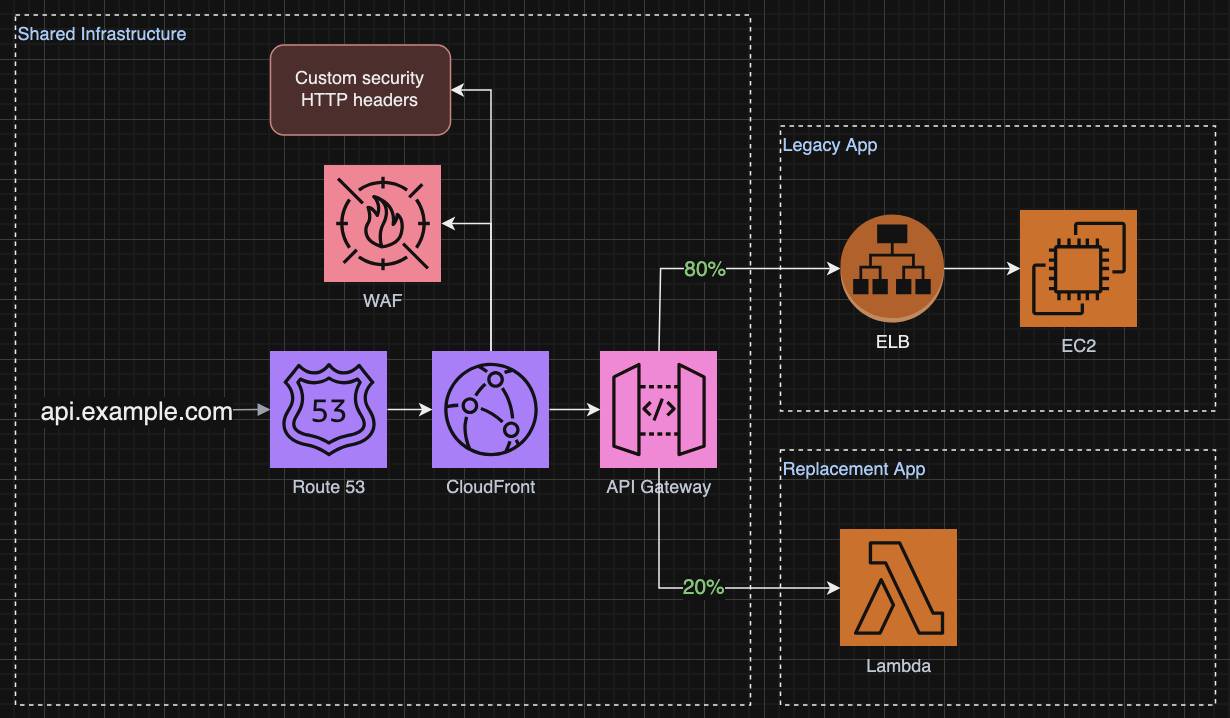 Shared Infrastructure
Custom security
HTTP headers
WAF
api.example.com
53
Route 53
CloudFront
</>
API Gateway
80%
20%
Legacy App
ELB
EC2
Replacement App
Lambda